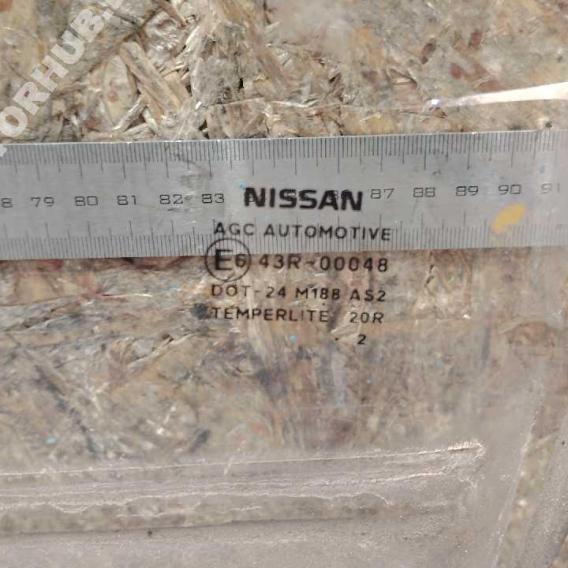 ORHUB.
78 79 80 81 82 83 NISSAN 87 88 89 90 91
AGC AUTOMOTIVE
E6 43R-00048
DOT-24 M188 AS2
TEMPERLITE 20R
. 2